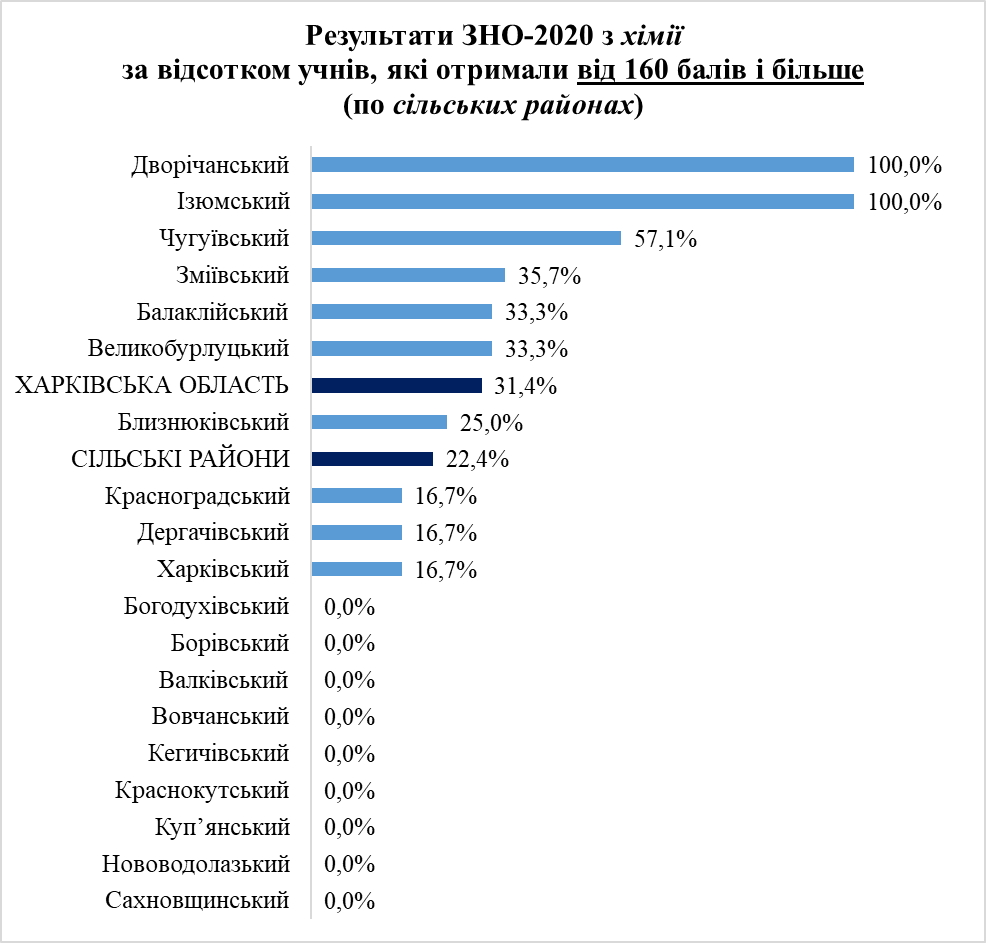 Результати ЗНО-2020 з хімії
за відсотком учнів, які отримали від 160 балів і більше
(по сільських районах)
Дворічанський 100,0%
Ізюмський 100,0%
Чугуївський 57,1%
Зміївський 35,7%
Балаклійський 33,3%
Великобурлуцький 33,3%
ХАРКІВСЬКА ОБЛАСТЬ 31,4%
Близнюківський 25,0%
СІЛЬСЬКІ РАЙОНИ 22,4%
Красноградський 16,7%
Дергачівський 16,7%
Харківський 16,7%
Богодухівський 0,0%
Борівський 0,0%
Валківський 0,0%
Вовчанський 0,0%
Кегичівський 0,0%
Краснокутський 0,0%
Куп’янський 0,0%
Нововодолазький 0,0%
Сахновщинський 0,0%